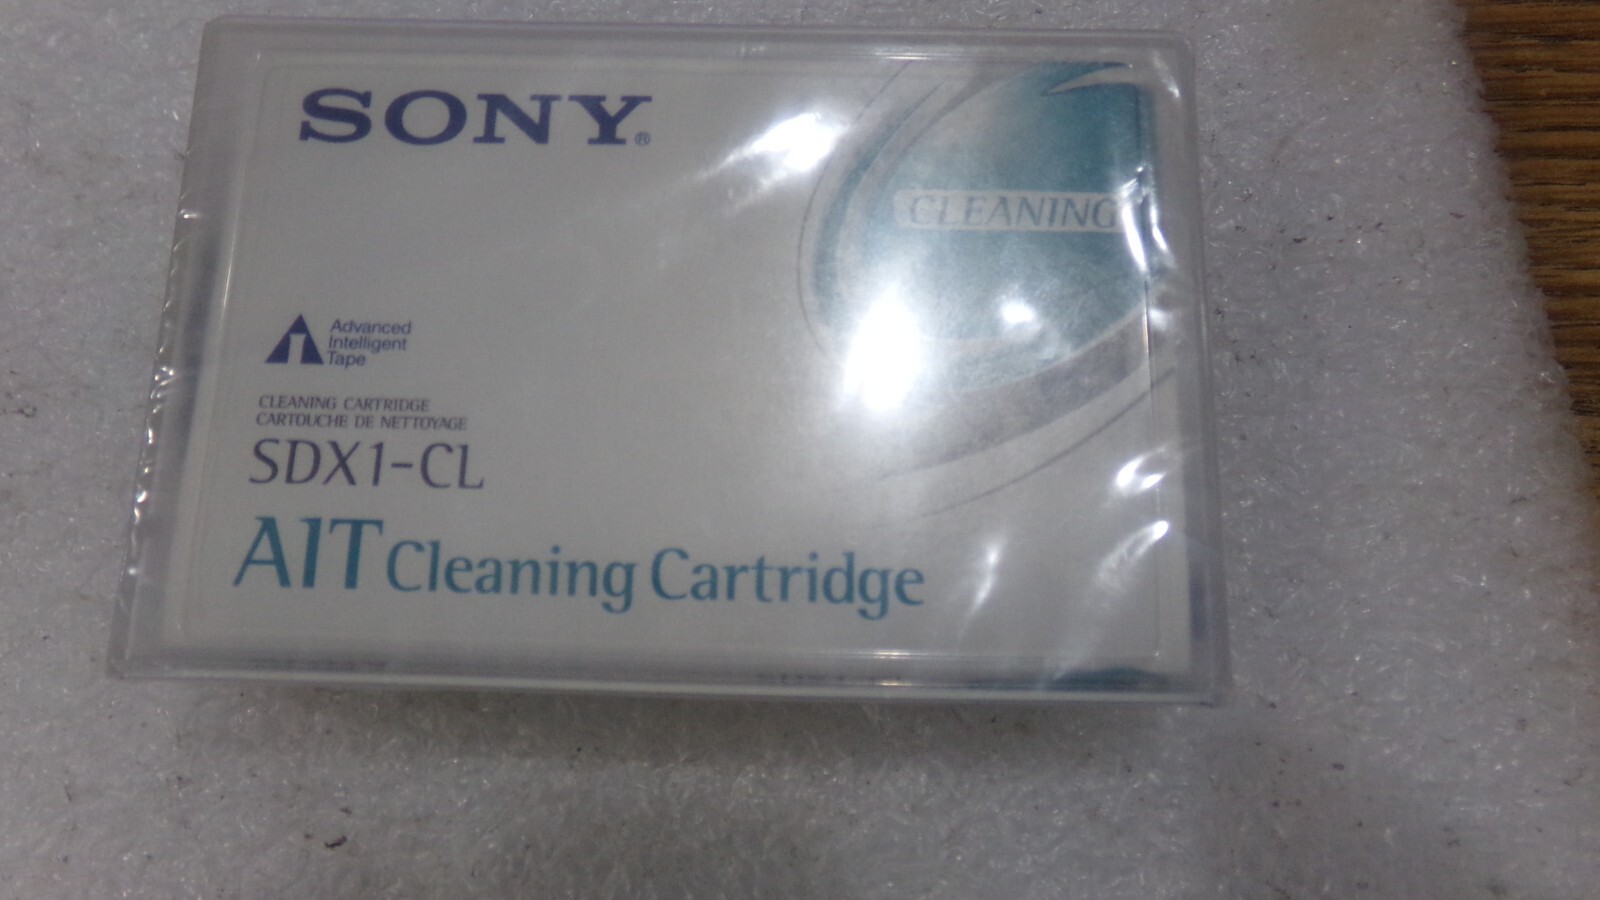 SONY®
CLEANING
Advanced
Intelligent
Tape
CLEANING CARTRIDGE
CARTOUCHE DE NETTOYAGE
SDX1-CL
AIT Cleaning Cartridge